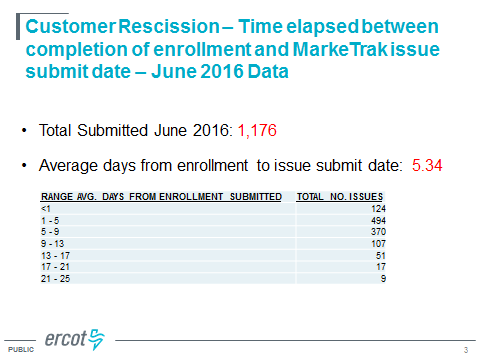 Customer Rescission – Time elapsed between
completion of enrollment and MarkeTrak issue
submit date – June 2016 Data
• Total Submitted June 2016: 1,176
• Average days from enrollment to issue submit date: 5.34
RANGE AVG. DAYS FROM ENROLLMENT SUBMITTED TOTAL NO. ISSUES
<1 124
1 - 5 494
5 - 9 370
9 - 13 107
13 - 17 51
17 - 21 17
21 - 25 9
PUBLIC ercot 3